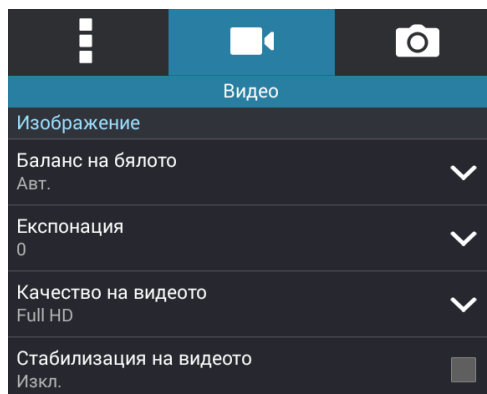 Видео
Изображение
Баланс на бялото
Авт.
Експонация
0
Качество на видеото
Full HD
Стабилизация на видеото
Изкл.